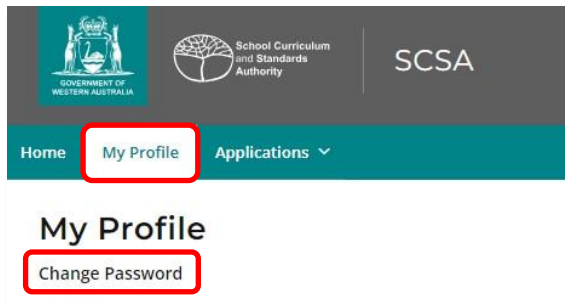 GOVERNMENT OF
WESTERN AUSTRALIA
School Curriculum
and Standards
Authority
SCSA
Home My Profile Applications
My Profile
Change Password